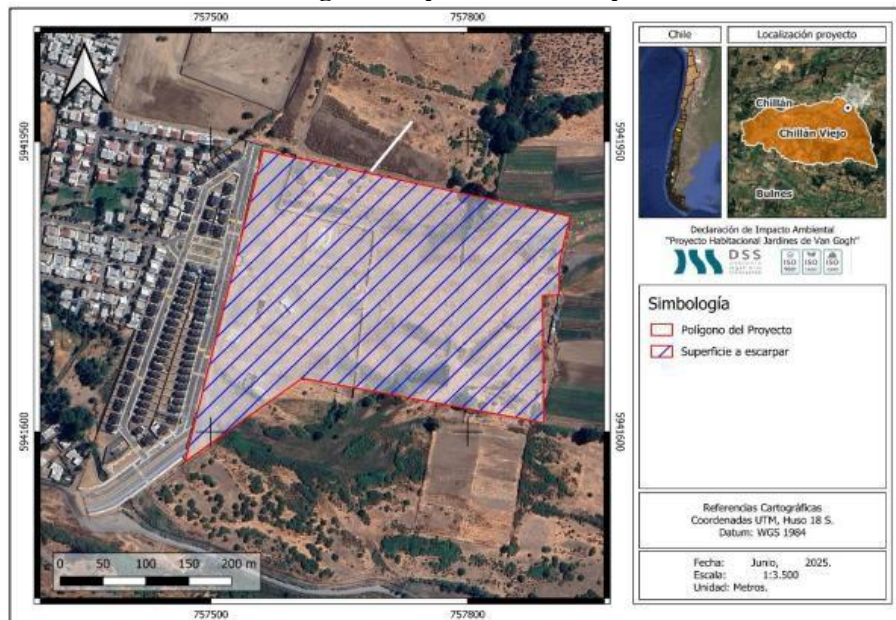 757500
757800
5941950
5941600
5941950
5941600
0 50 100 150 200 m
757500
757800
Chile
Localización proyecto
Chillán
Chillán Viejo
Bulnes
Declaración de Impacto Ambiental
"Proyecto Habitacional Jardines de Van Gogh"
DSS
ISO
ISO
ISO
Simbología
Polígono del Proyecto
Superficie a escarpar
Referencias Cartográficas
Coordenadas UTM, Huso 18 S.
Datum: WGS 1984
Fecha: Junio, 2025.
Escala: 1:3.500
Unidad: Metros.